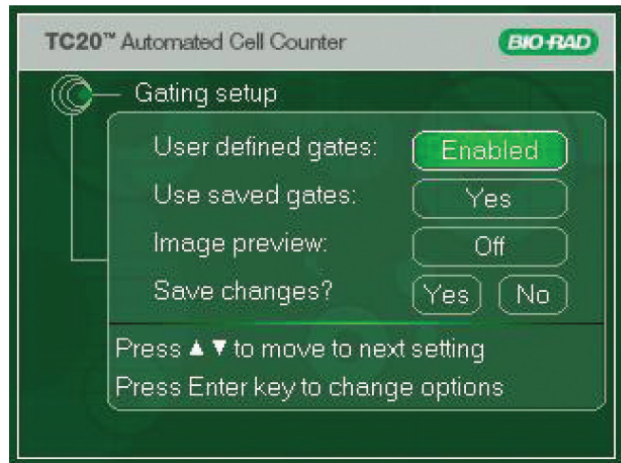 TC20™ Automated Cell Counter BIO-RAD
Gating setup
User defined gates: Enabled
Use saved gates: Yes
Image preview: Off
Save changes? Yes No
Press ▲ ▼ to move to next setting
Press Enter key to change options